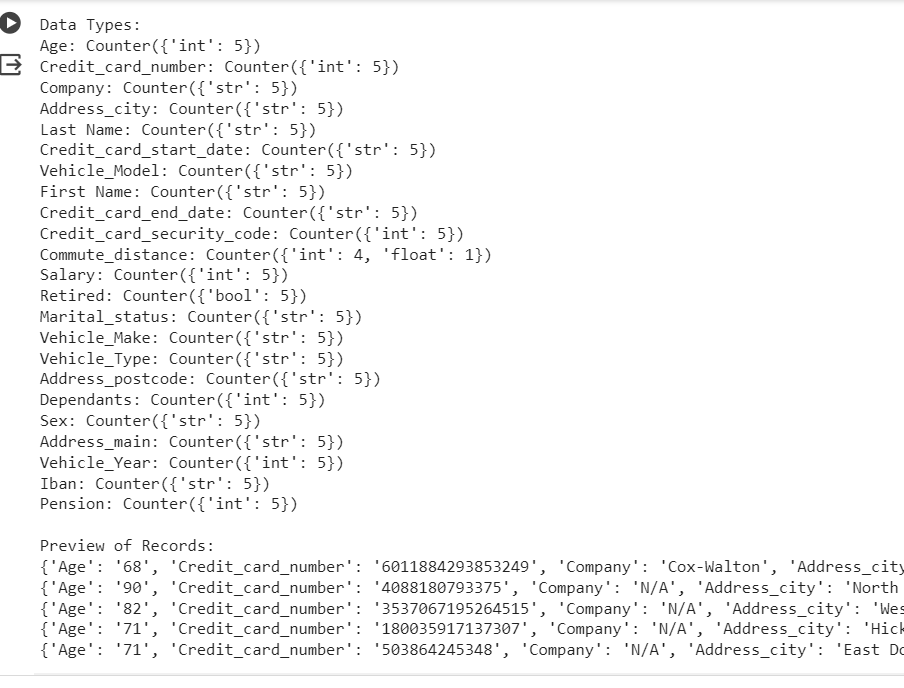 Data Types:
Age: Counter({'int': 5})
Credit_card_number: Counter({'int': 5})
Company: Counter({'str': 5})
Address_city: Counter({'str': 5})
Last Name: Counter({'str': 5})
Credit_card_start_date: Counter({'str': 5})
Vehicle_Model: Counter({'str': 5})
First Name: Counter({'str': 5})
Credit_card_end_date: Counter({'str': 5})
Credit_card_security_code: Counter({'int': 5})
Commute_distance: Counter({'int': 4, 'float': 1})
Salary: Counter({'int': 5})
Retired: Counter({'bool': 5})
Marital_status: Counter({'str': 5})
Vehicle_Make: Counter({'str': 5})
Vehicle_Type: Counter({'str': 5})
Address_postcode: Counter({'str': 5})
Dependants: Counter({'int': 5})
Sex: Counter({'str': 5})
Address_main: Counter({'str': 5})
Vehicle_Year: Counter({'int': 5})
Iban: Counter({'str': 5})
Pension: Counter({'int': 5})
Preview of Records:
{'Age': '68', 'Credit_card_number': '6011884293853249', 'Company': 'Cox-Walton', 'Address_city
{'Age': '90', 'Credit_card_number': '4088180793375', 'Company': 'N/A', 'Address_city': 'North
{'Age': '82', 'Credit_card_number': '3537067195264515', 'Company': 'N/A', 'Address_city': 'Wes
{'Age': '71', 'Credit_card_number': '180035917137307', 'Company': 'N/A', 'Address_city': 'Hick
{'Age': '71', 'Credit_card_number': '503864245348', 'Company': 'N/A', 'Address_city': 'East Do